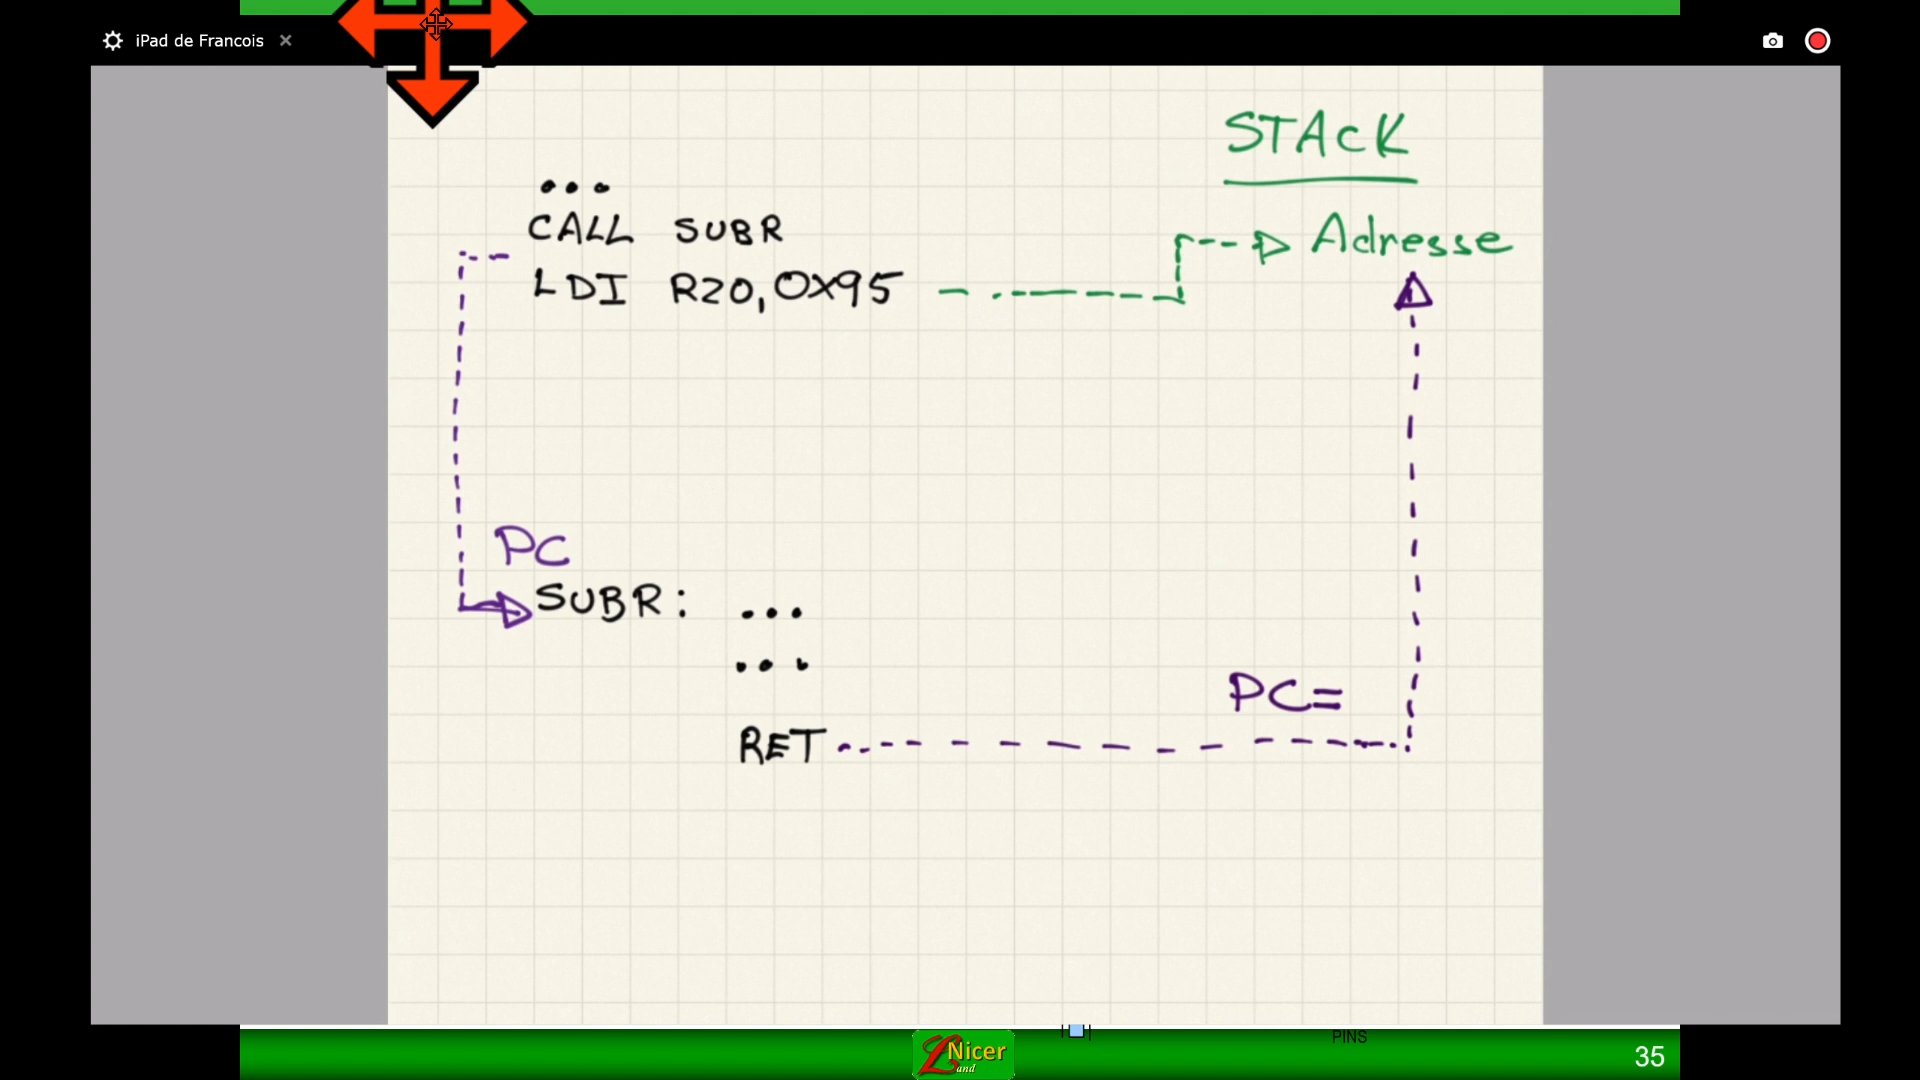 iPad de Francois ×
STACK
...
CALL SUBR
Adresse
LDI R20, 0X95
PC
SUBR: ...
...
PC=
RET
PINS
Nicer
Land
35